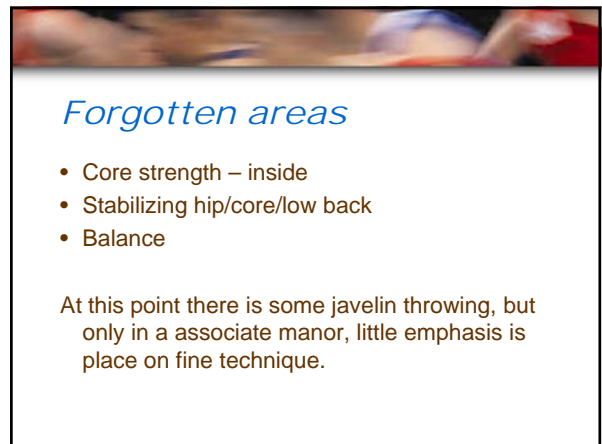 Forgotten areas
• Core strength – inside
• Stabilizing hip/core/low back
• Balance
At this point there is some javelin throwing, but
only in a associate manor, little emphasis is
place on fine technique.